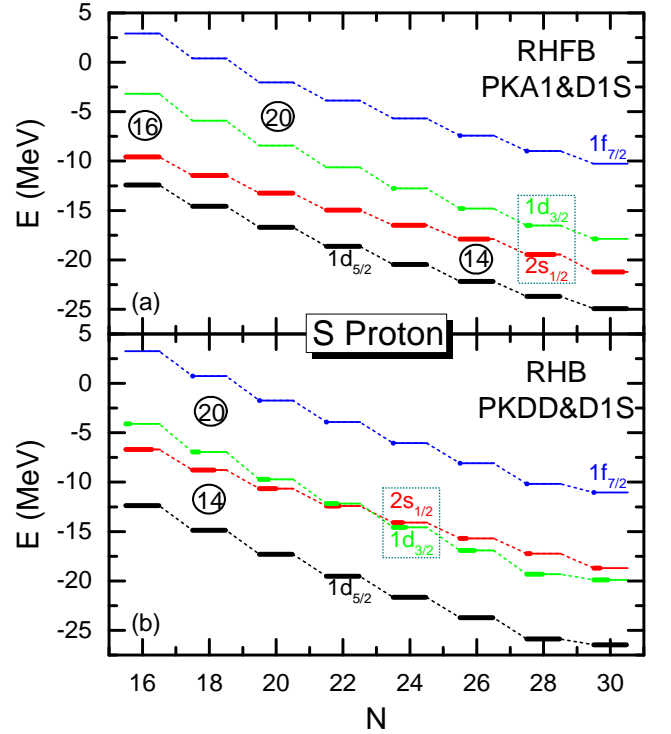 5
0
-5
-10
-15
-20
-25
E (MeV)
RHFB
PKA1&D1S
16
20
14
1f7/2
1d3/2
2s1/2
1d5/2
(a)
S Proton
5
0
-5
-10
-15
-20
-25
E (MeV)
RHB
PKDD&D1S
20
14
1f7/2
2s1/2
1d3/2
1d5/2
(b)
16 18 20 22 24 26 28 30
N